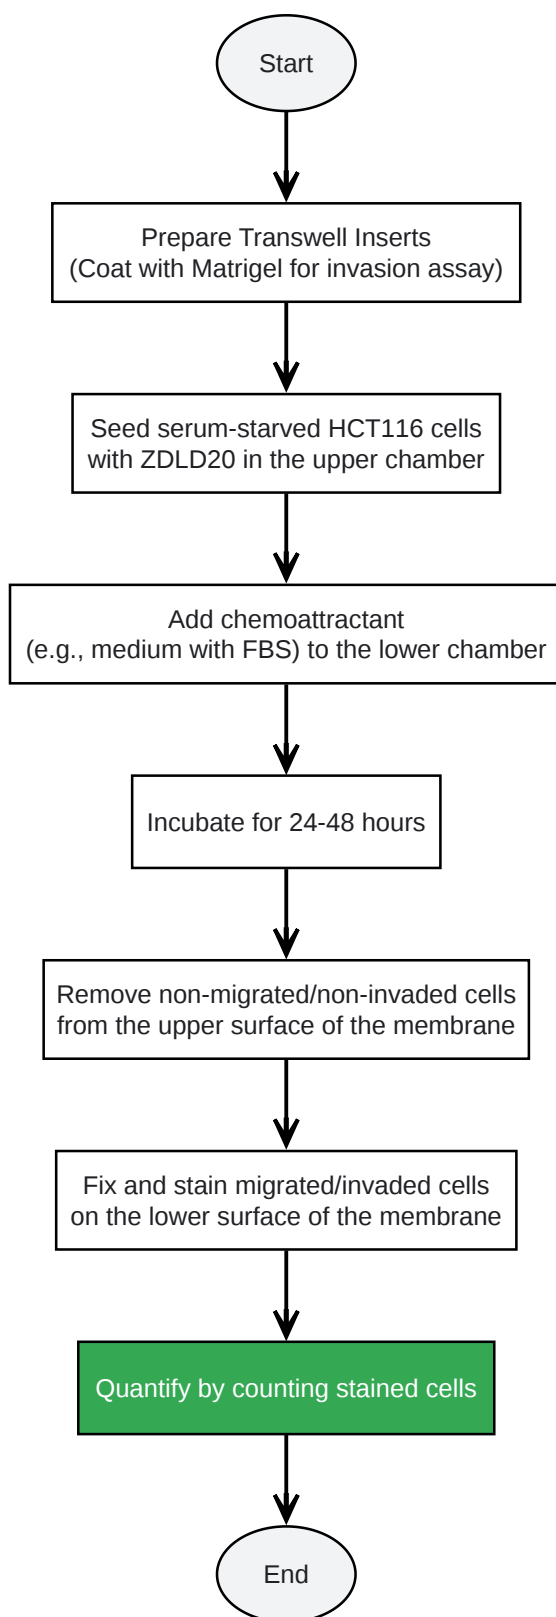 Start
Prepare Transwell Inserts
(Coat with Matrigel for invasion assay)
Seed serum-starved HCT116 cells
with ZDLD20 in the upper chamber
Add chemoattractant
(e.g., medium with FBS) to the lower chamber
Incubate for 24-48 hours
Remove non-migrated/non-invaded cells
from the upper surface of the membrane
Fix and stain migrated/invaded cells
on the lower surface of the membrane
Quantify by counting stained cells
End